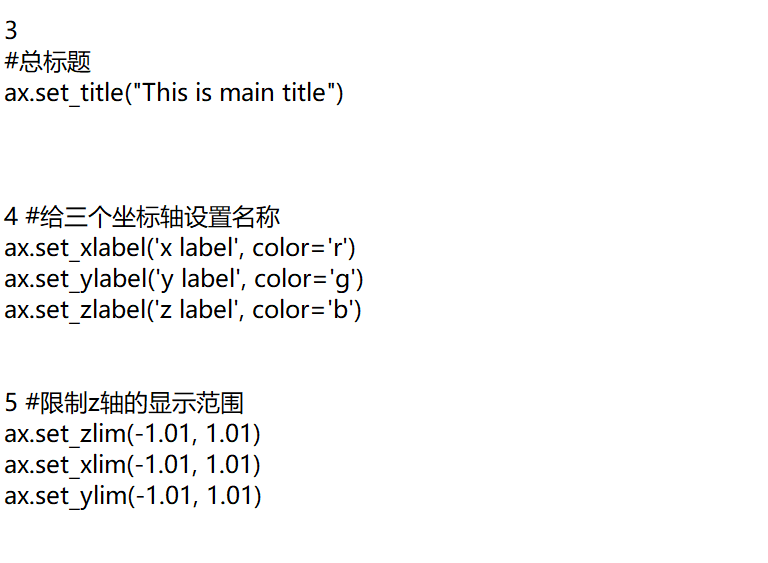 3
#总标题
ax.set_title("This is main title")
4 #给三个坐标轴设置名称
ax.set_xlabel('x label', color='r')
ax.set_ylabel('y label', color='g')
ax.set_zlabel('z label', color='b')
5 #限制z轴的显示范围
ax.set_zlim(-1.01, 1.01)
ax.set_xlim(-1.01, 1.01)
ax.set_ylim(-1.01, 1.01)